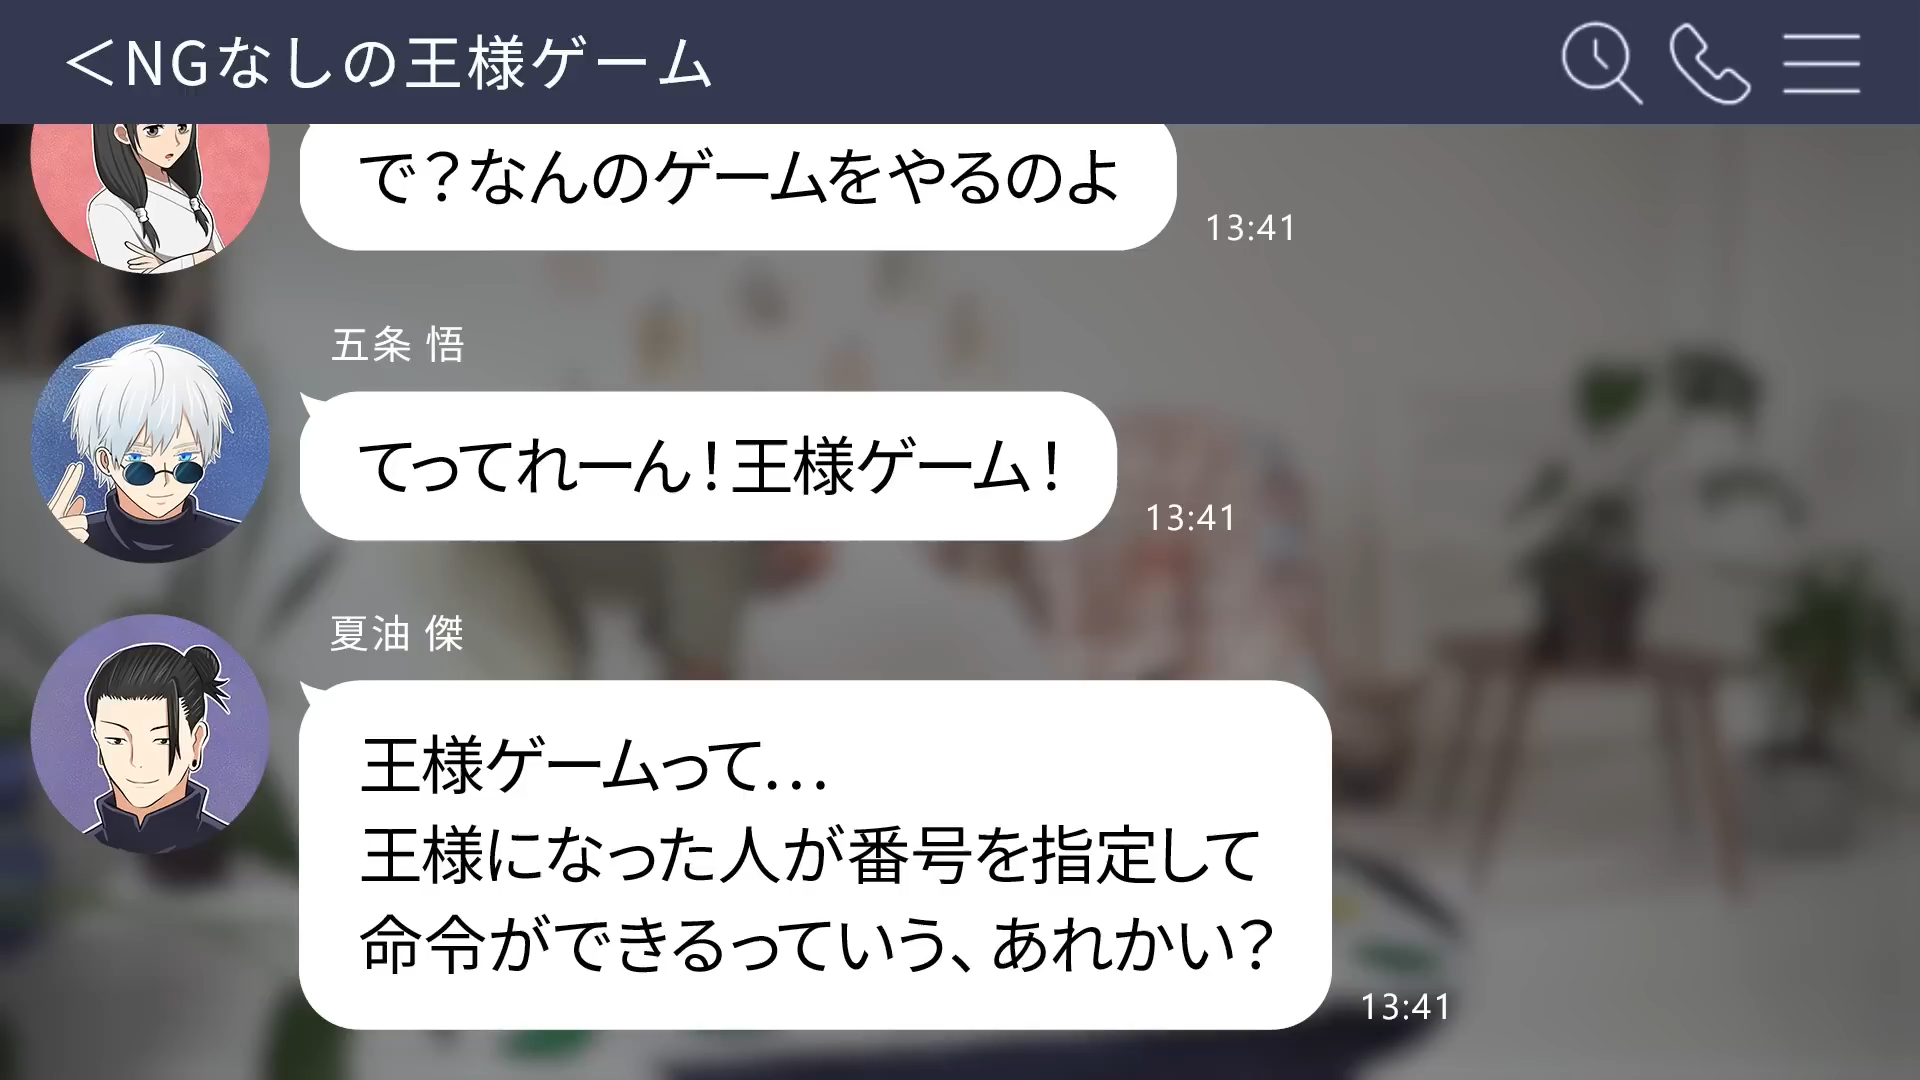 ＜NGなしの王様ゲーム
で？なんのゲームをやるのよ
13:41
五条 悟
てってれーん！王様ゲーム！
13:41
夏油 傑
王様ゲームって…
王様になった人が番号を指定して
命令ができるっていう、あれかい？
13:41